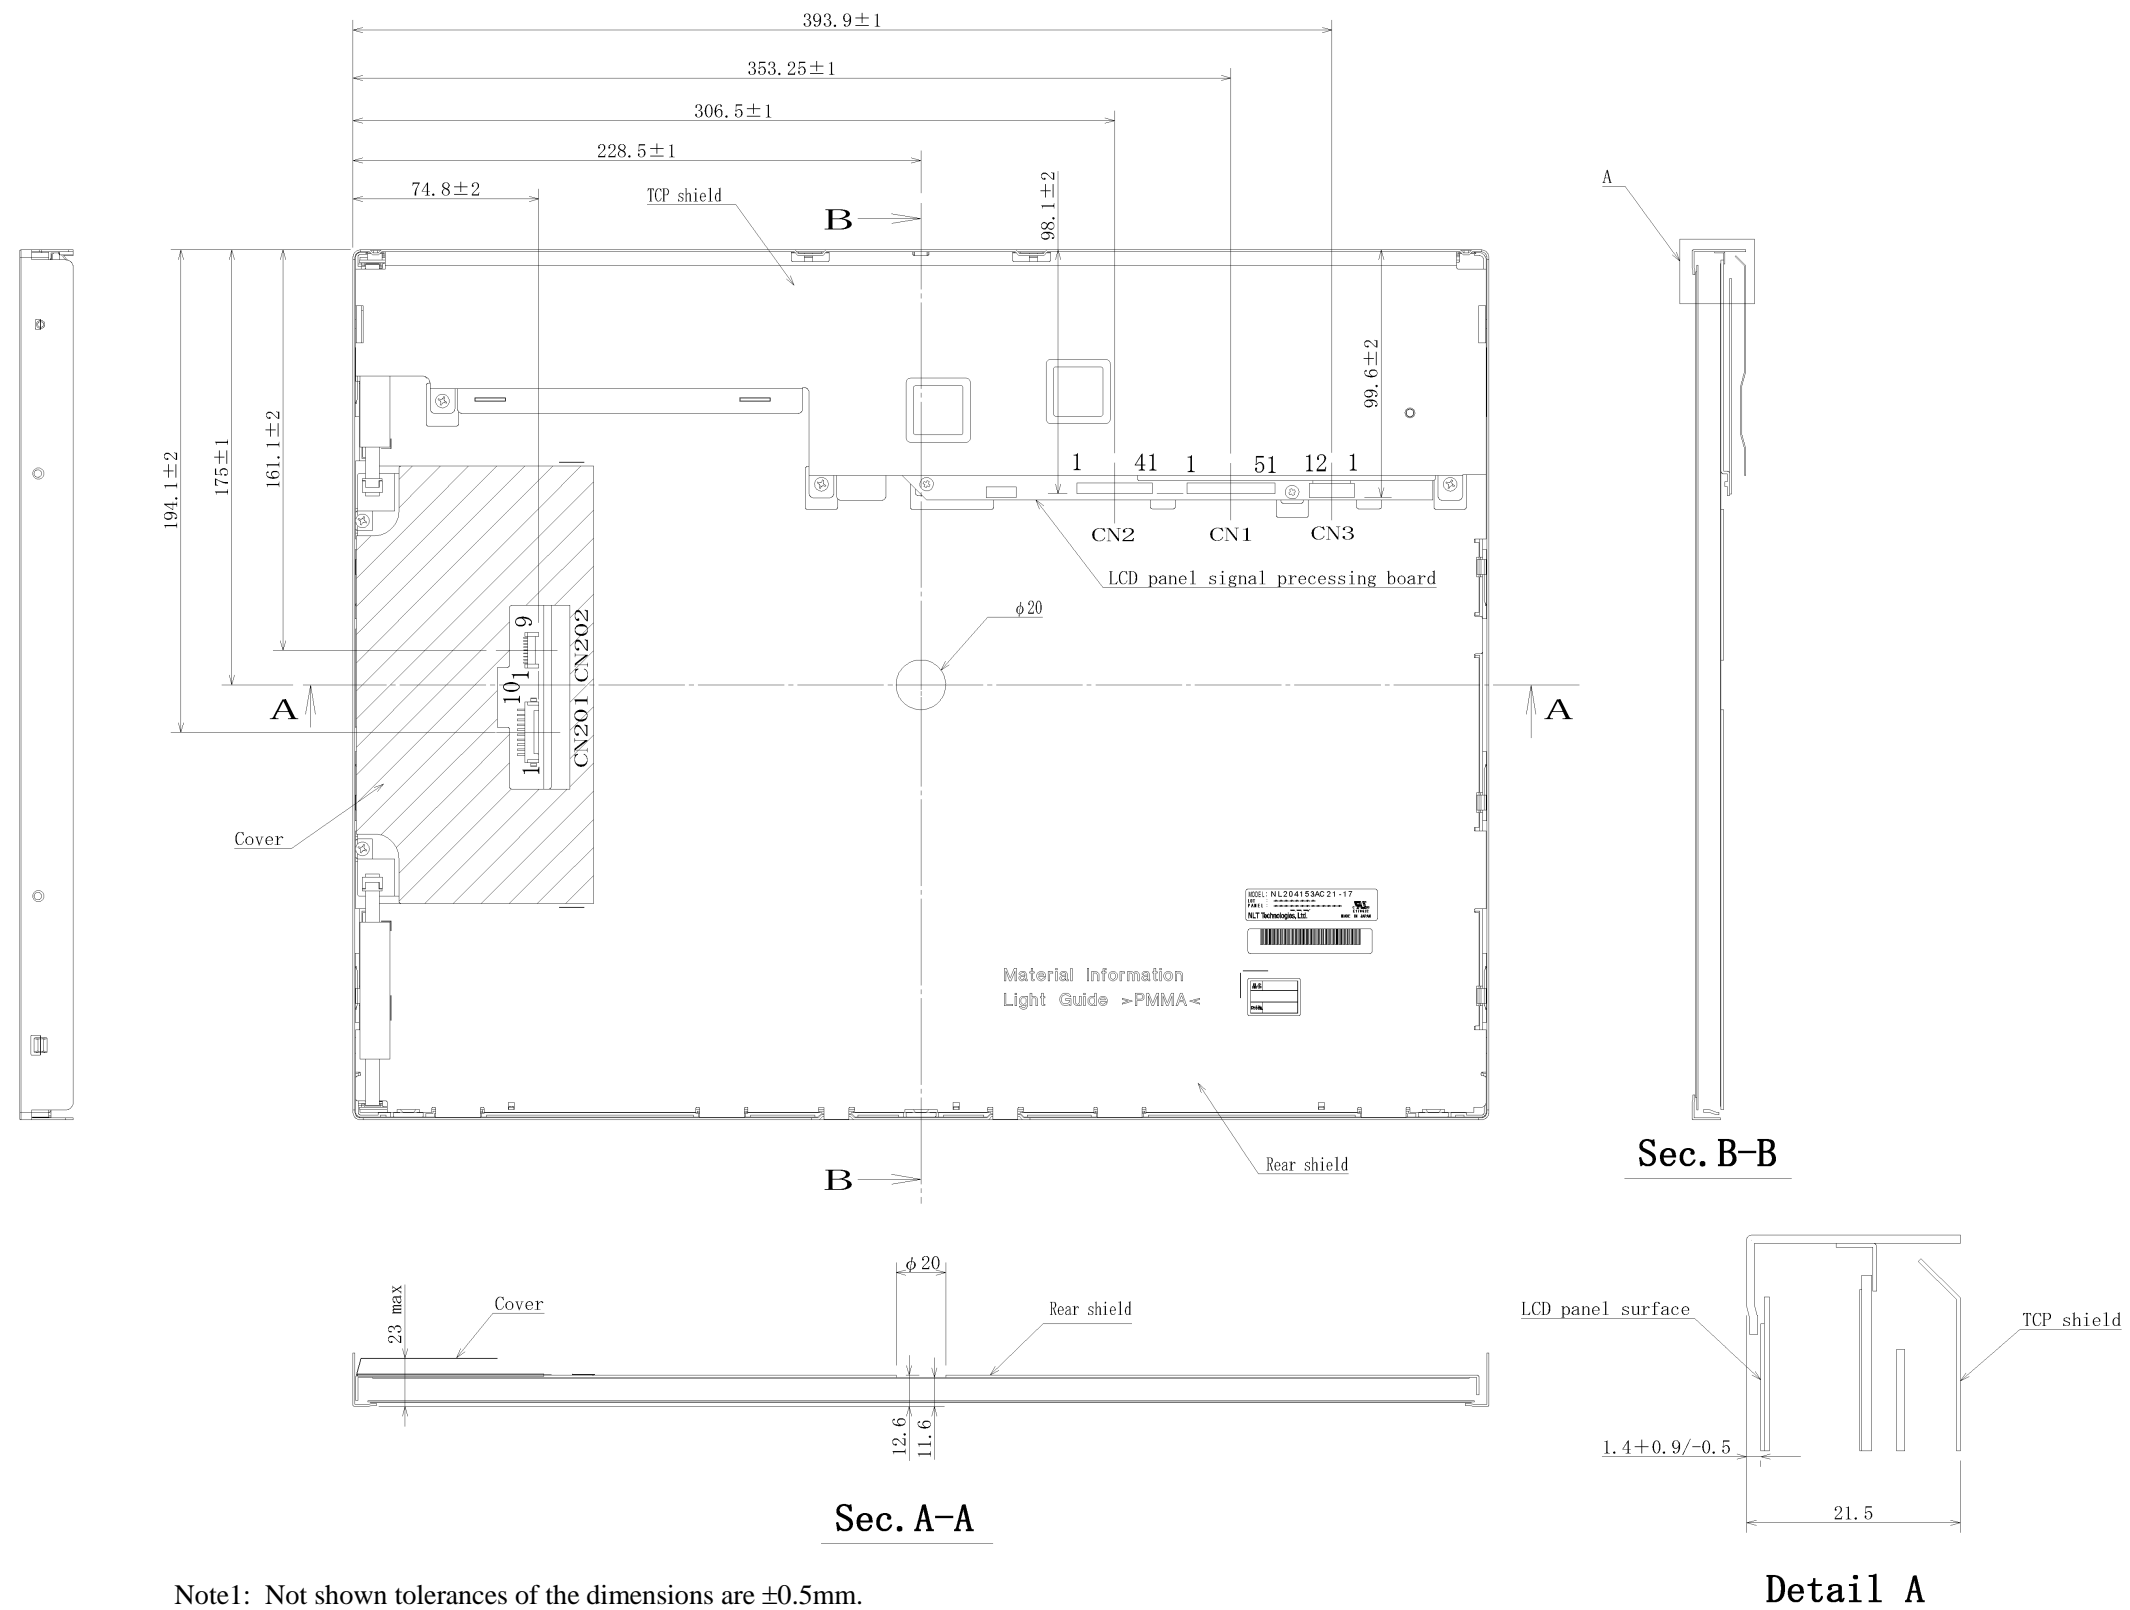 393.9±1
353.25±1
306.5±1
228.5±1
74.8±2
TCP shield
B
98.1±2
A
99.6±2
161.1±2
175±1
194.1±2
1 41 1 51 12 1
CN2 CN1 CN3
LCD panel signal precessing board
φ20
9
CN202
1
10
CN201
1
A
A
Cover
MODEL: NL204153AC21-17
LOT :
PANEL :
NLT Technologies, Ltd.
MADE IN JAPAN
Material Information
Light Guide >PMMA<
Rear shield
B
Sec.B-B
φ20
23 max
Cover
Rear shield
12.6
11.6
Sec.A-A
LCD panel surface
TCP shield
1.4+0.9/-0.5
21.5
Detail A
Note1: Not shown tolerances of the dimensions are ±0.5mm.